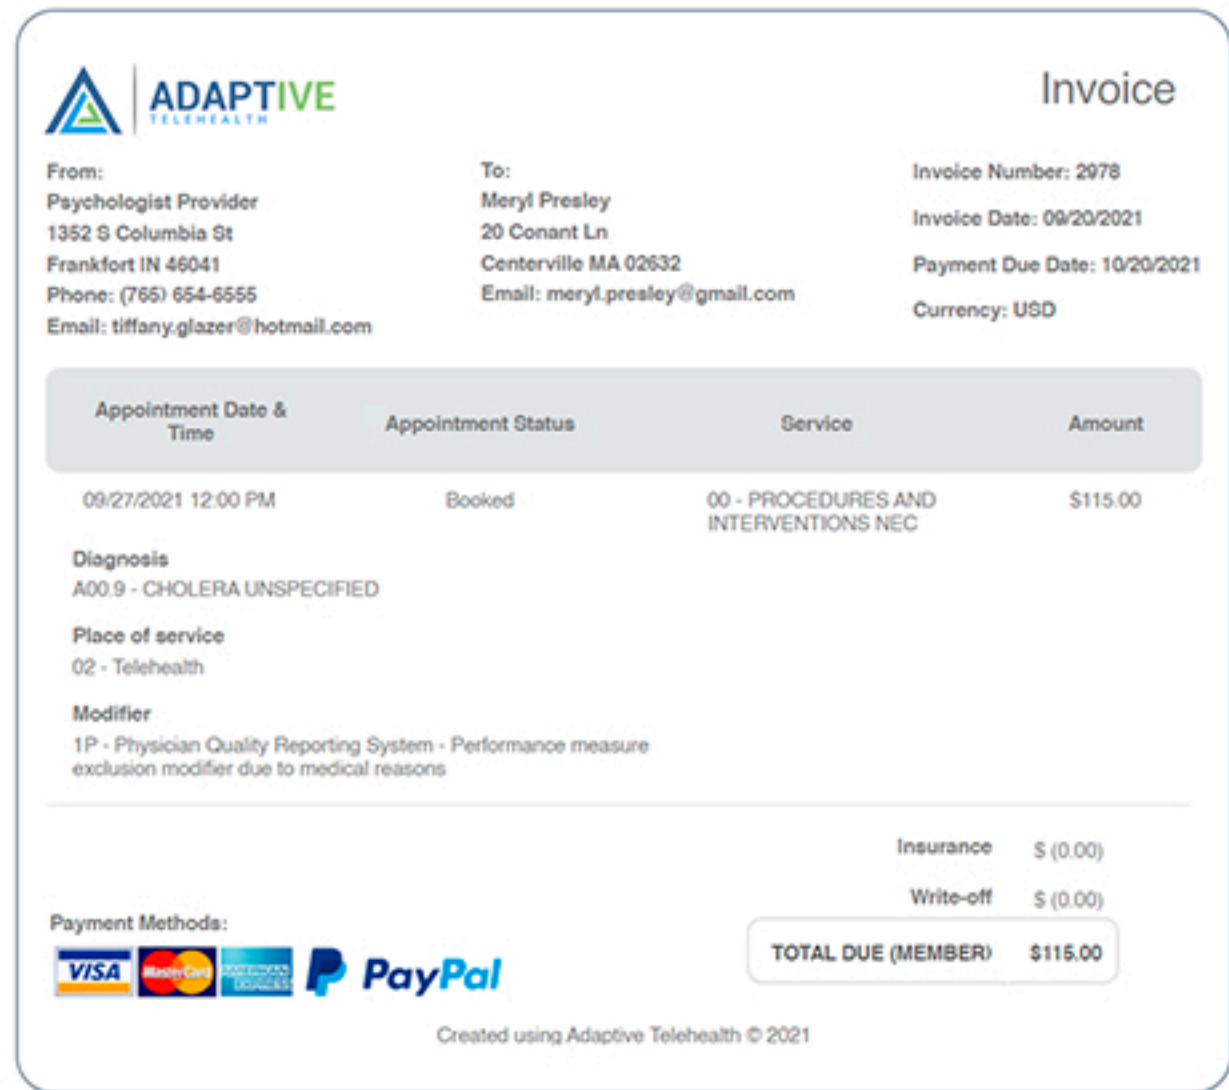 ADAPTIVE
TELEHEALTH
Invoice
From:
Psychologist Provider
1352 S Columbia St
Frankfort IN 46041
Phone: (765) 654-6555
Email: tiffany.glazer@hotmail.com
To:
Meryl Presley
20 Conant Ln
Centerville MA 02632
Email: meryl.presley@gmail.com
Invoice Number: 2978
Invoice Date: 09/20/2021
Payment Due Date: 10/20/2021
Currency: USD
Appointment Date &
Time
Appointment Status
Service
Amount
09/27/2021 12:00 PM
Booked
00 - PROCEDURES AND
INTERVENTIONS NEC
$115.00
Diagnosis
A00.9 - CHOLERA UNSPECIFIED
Place of service
02 - Telehealth
Modifier
1P - Physician Quality Reporting System - Performance measure
exclusion modifier due to medical reasons
Insurance $ (0.00)
Write-off $ (0.00)
TOTAL DUE (MEMBER) $115.00
Payment Methods:
VISA
MasterCard
AMERICAN
EXPRESS
PayPal
Created using Adaptive Telehealth © 2021